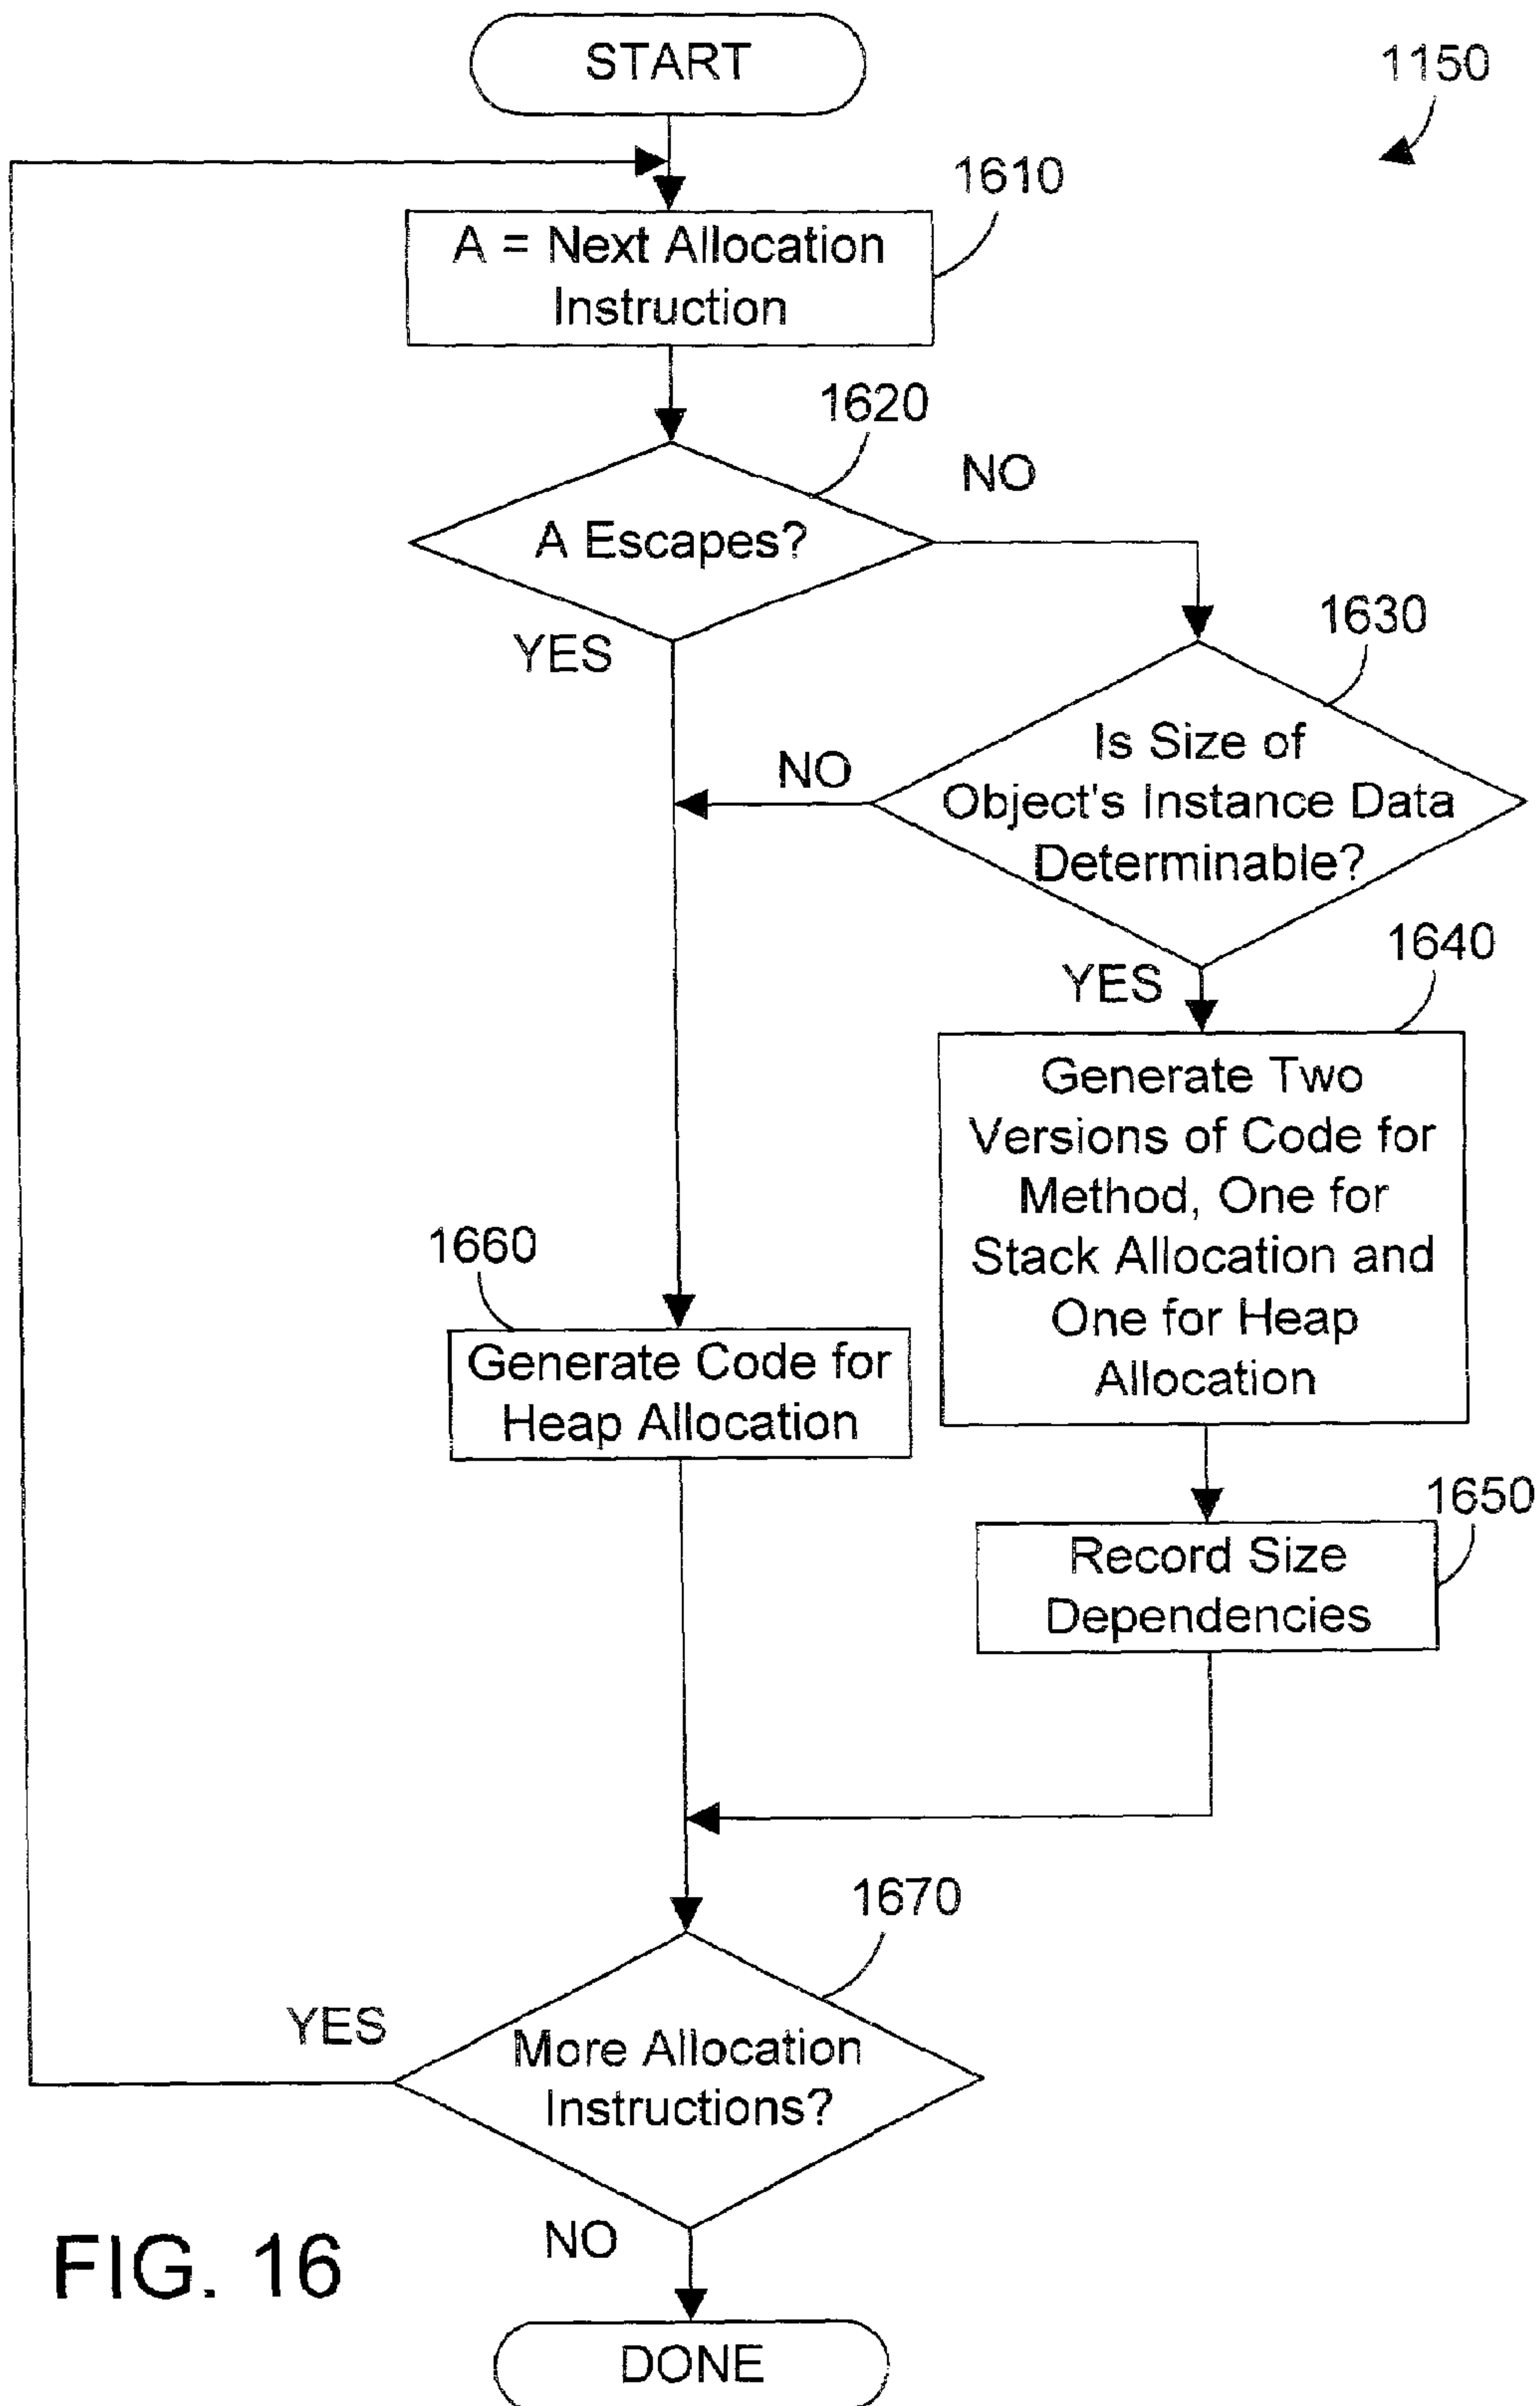 START
1150
1610
A = Next Allocation
Instruction
1620
NO
A Escapes?
YES
1630
Is Size of
Object's Instance Data
Determinable?
NO
YES
1640
Generate Two
Versions of Code for
Method, One for
Stack Allocation and
One for Heap
Allocation
1660
Generate Code for
Heap Allocation
1650
Record Size
Dependencies
1670
YES
More Allocation
Instructions?
NO
FIG. 16
DONE